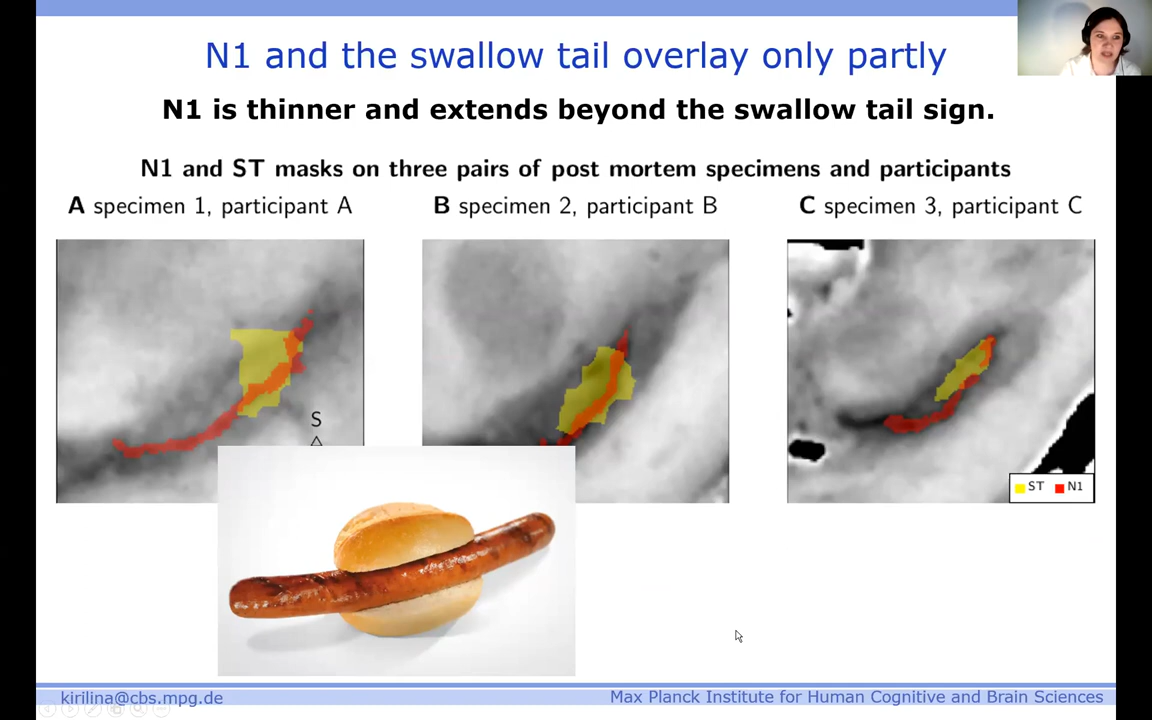 N1 and the swallow tail overlay only partly
N1 is thinner and extends beyond the swallow tail sign.
N1 and ST masks on three pairs of post mortem specimens and participants
A specimen 1, participant A
B specimen 2, participant B
C specimen 3, participant C
S
ST N1
kirilina@cbs.mpg.de
Max Planck Institute for Human Cognitive and Brain Sciences